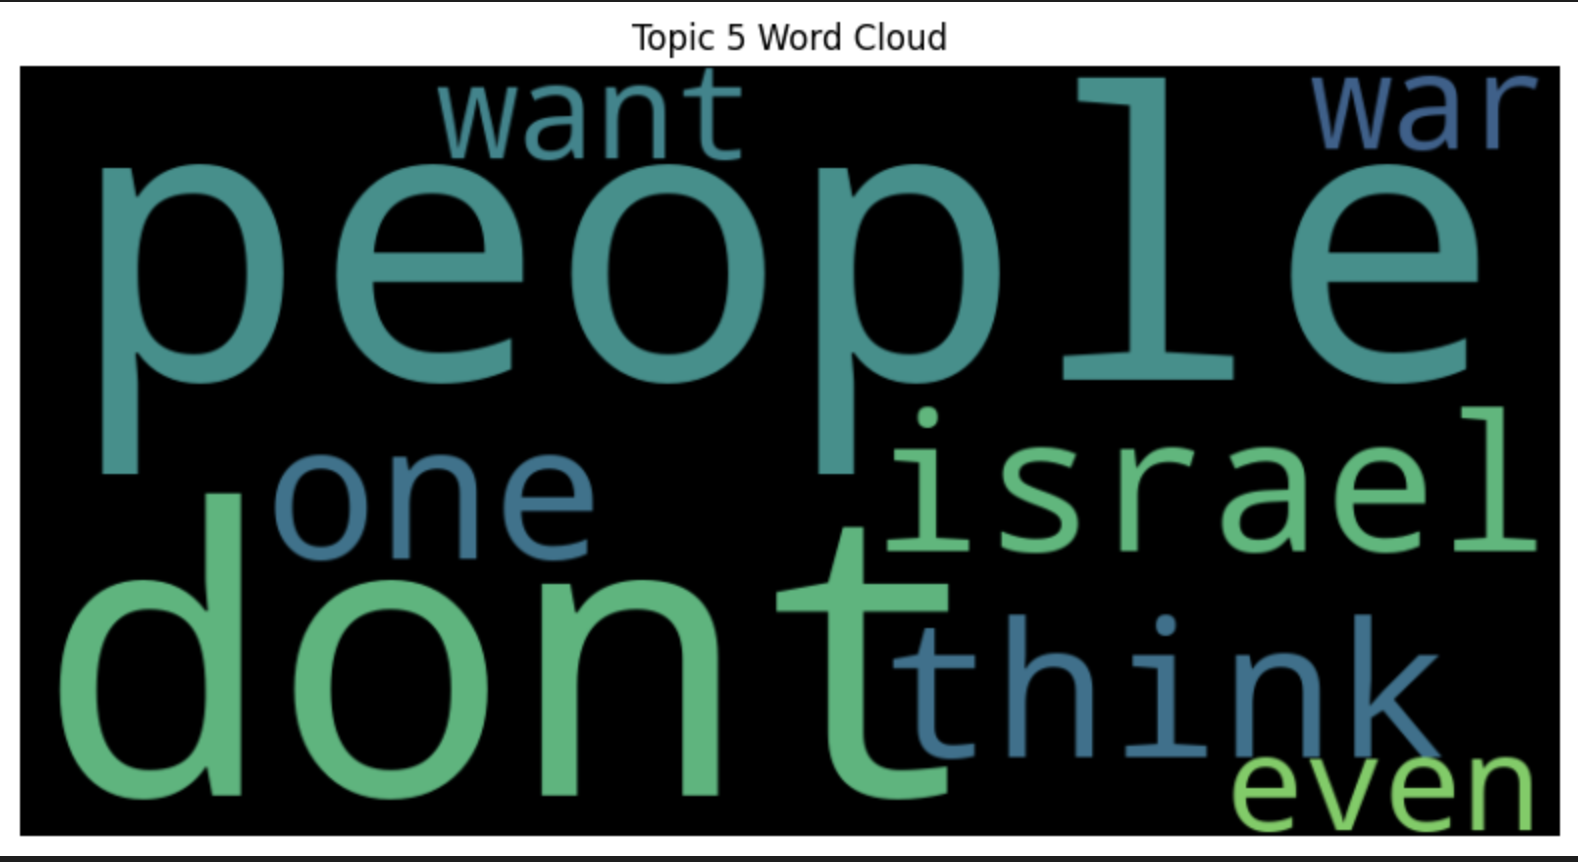 Topic 5 Word Cloud
want
war
people
one
israel
dont
think
even